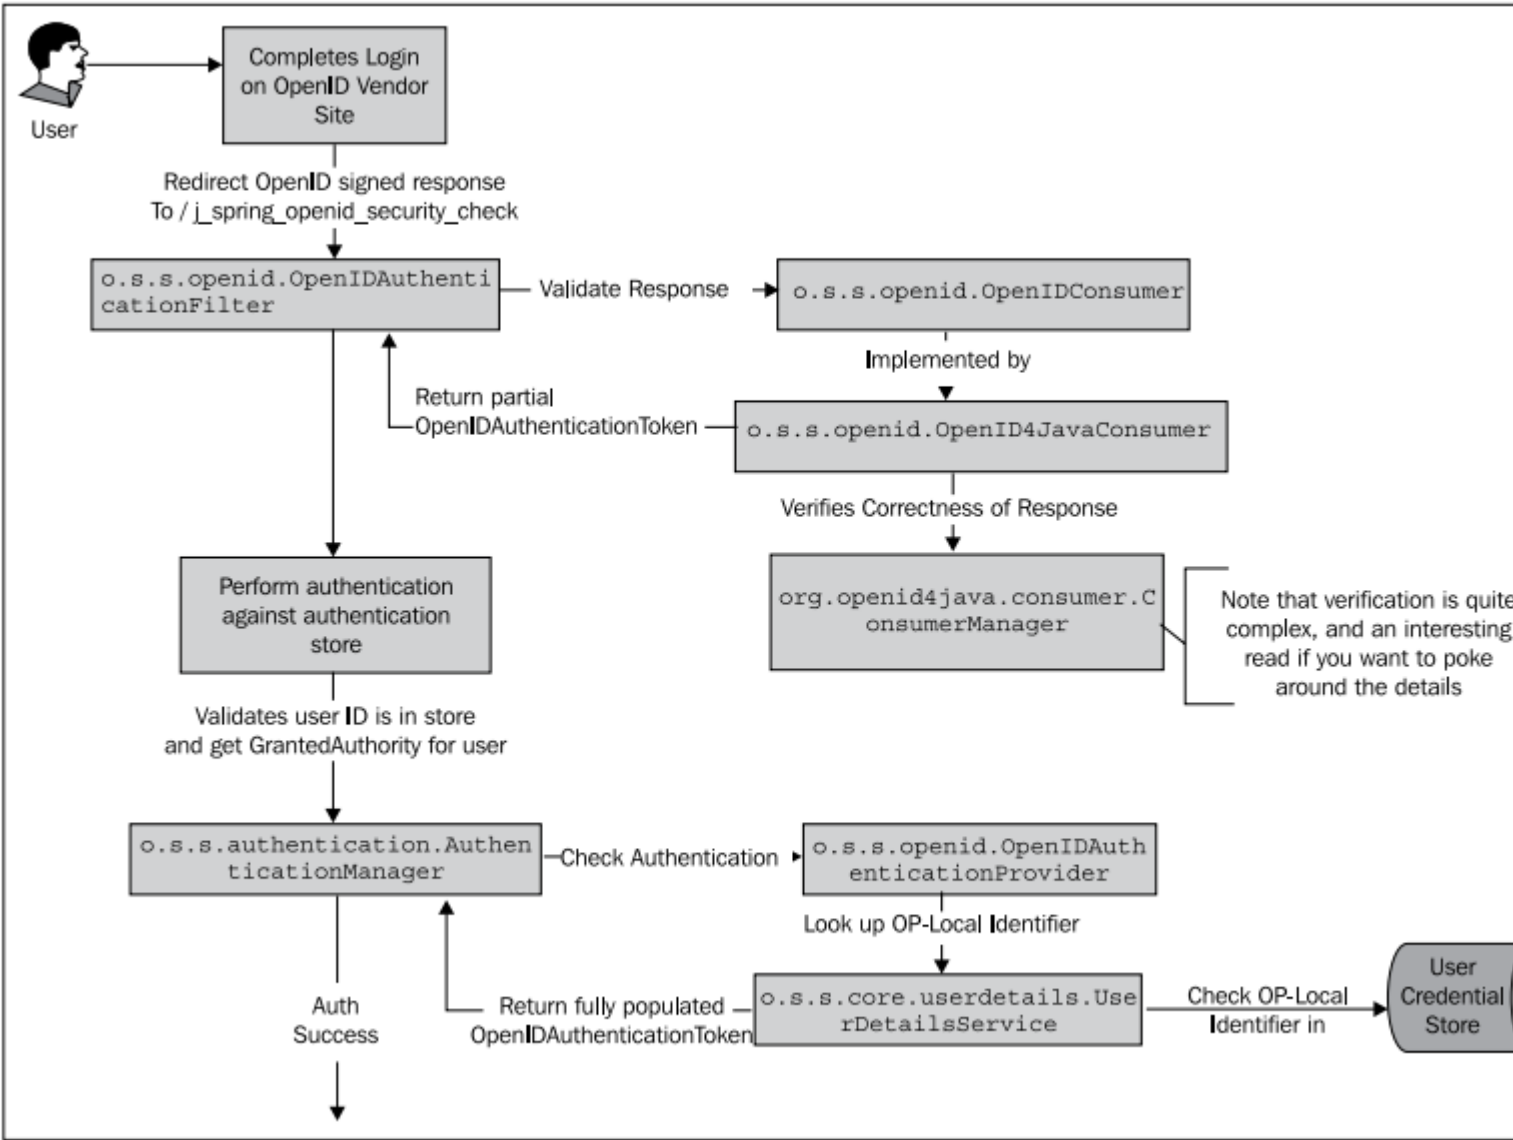 User
Completes Login
on OpenID Vendor
Site
Redirect OpenID signed response
To / j_spring_openid_security_check
o.s.s.openid.OpenIDAuthenti
cationFilter
Validate Response
o.s.s.openid.OpenIDConsumer
Implemented by
Return partial
OpenIDAuthenticationToken
o.s.s.openid.OpenID4JavaConsumer
Verifies Correctness of Response
org.openid4java.consumer.C
onsumerManager
Note that verification is quite
complex, and an interesting
read if you want to poke
around the details
Perform authentication
against authentication
store
Validates user ID is in store
and get GrantedAuthority for user
o.s.s.authentication.Authen
ticationManager
Check Authentication
o.s.s.openid.OpenIDAuth
enticationProvider
Look up OP-Local Identifier
Auth
Success
Return fully populated
OpenIDAuthenticationToken
o.s.s.core.userdetails.Use
rDetailsService
Check OP-Local
Identifier in
User
Credential
Store